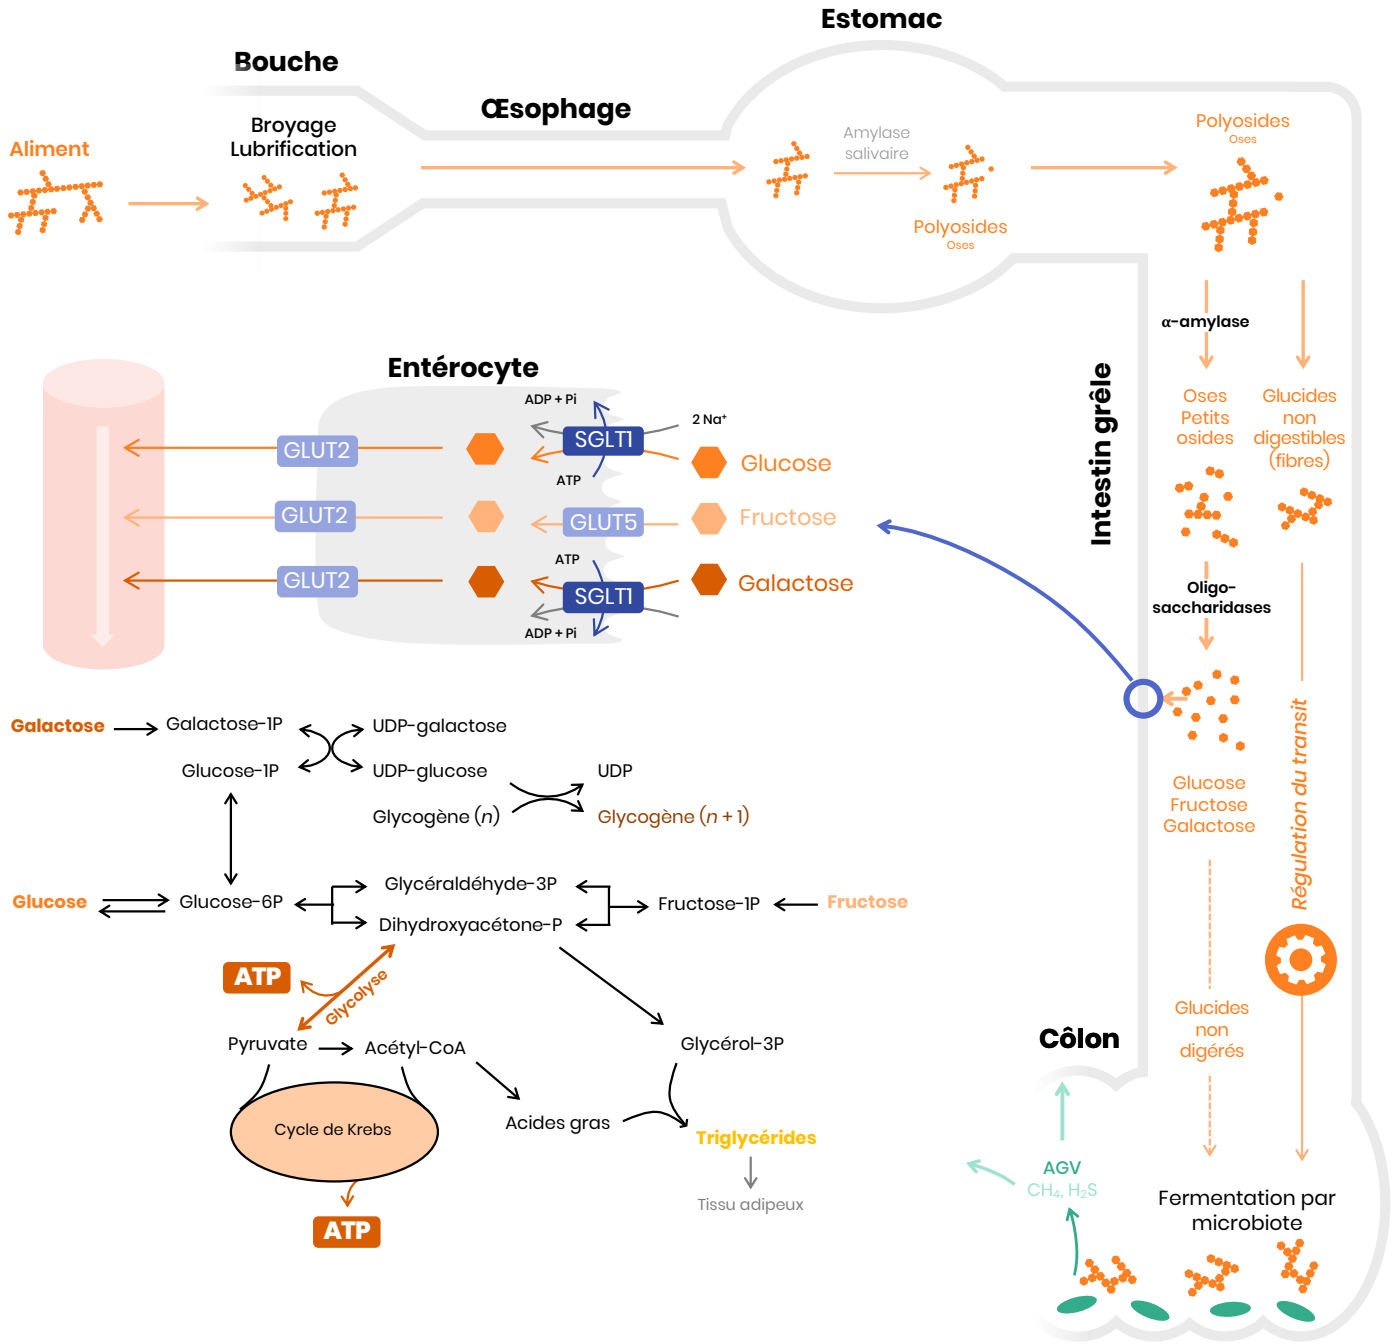 Estomac
Bouche
Œsophage
Broyage
Lubrification
Aliment
Amylase
salivaire
Polyosides
Oses
Polyosides
Oses
α-amylase
Oses
Petits
osides
Glucides
non
digestibles
(fibres)
Intestin grêle
Oligo-
saccharidases
Glucose
Fructose
Galactose
Régulation du transit
Glucides
non
digérés
Entérocyte
ADP + Pi
2 Na⁺
SGLT1
GLUT2
Glucose
ATP
GLUT2
GLUT5
Fructose
ATP
GLUT2
SGLT1
Galactose
ADP + Pi
Galactose
Galactose-1P
UDP-galactose
Glucose-1P
UDP-glucose
UDP
Glycogène (n)
Glycogène (n + 1)
Glucose
Glucose-6P
Glycéraldéhyde-3P
Dihydroxyacétone-P
Fructose-1P
Fructose
ATP
Glycolyse
Pyruvate
Acétyl-CoA
Glycérol-3P
Acides gras
Cycle de Krebs
Triglycérides
ATP
Tissu adipeux
Côlon
AGV
CH₄, H₂S
Fermentation par
microbiote